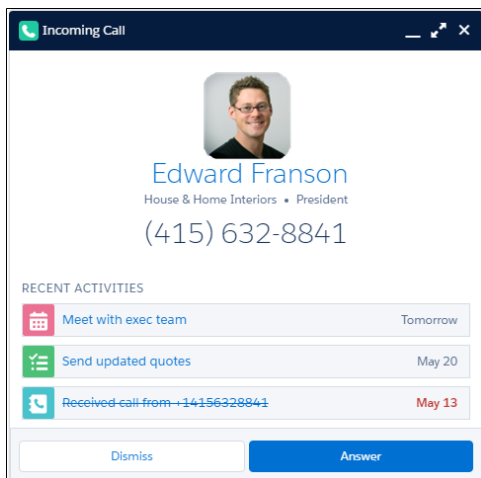 Incoming Call
Edward Franson
House & Home Interiors • President
(415) 632-8841
RECENT ACTIVITIES
Meet with exec team Tomorrow
Send updated quotes May 20
Received call from +14156328841 May 13
Dismiss Answer